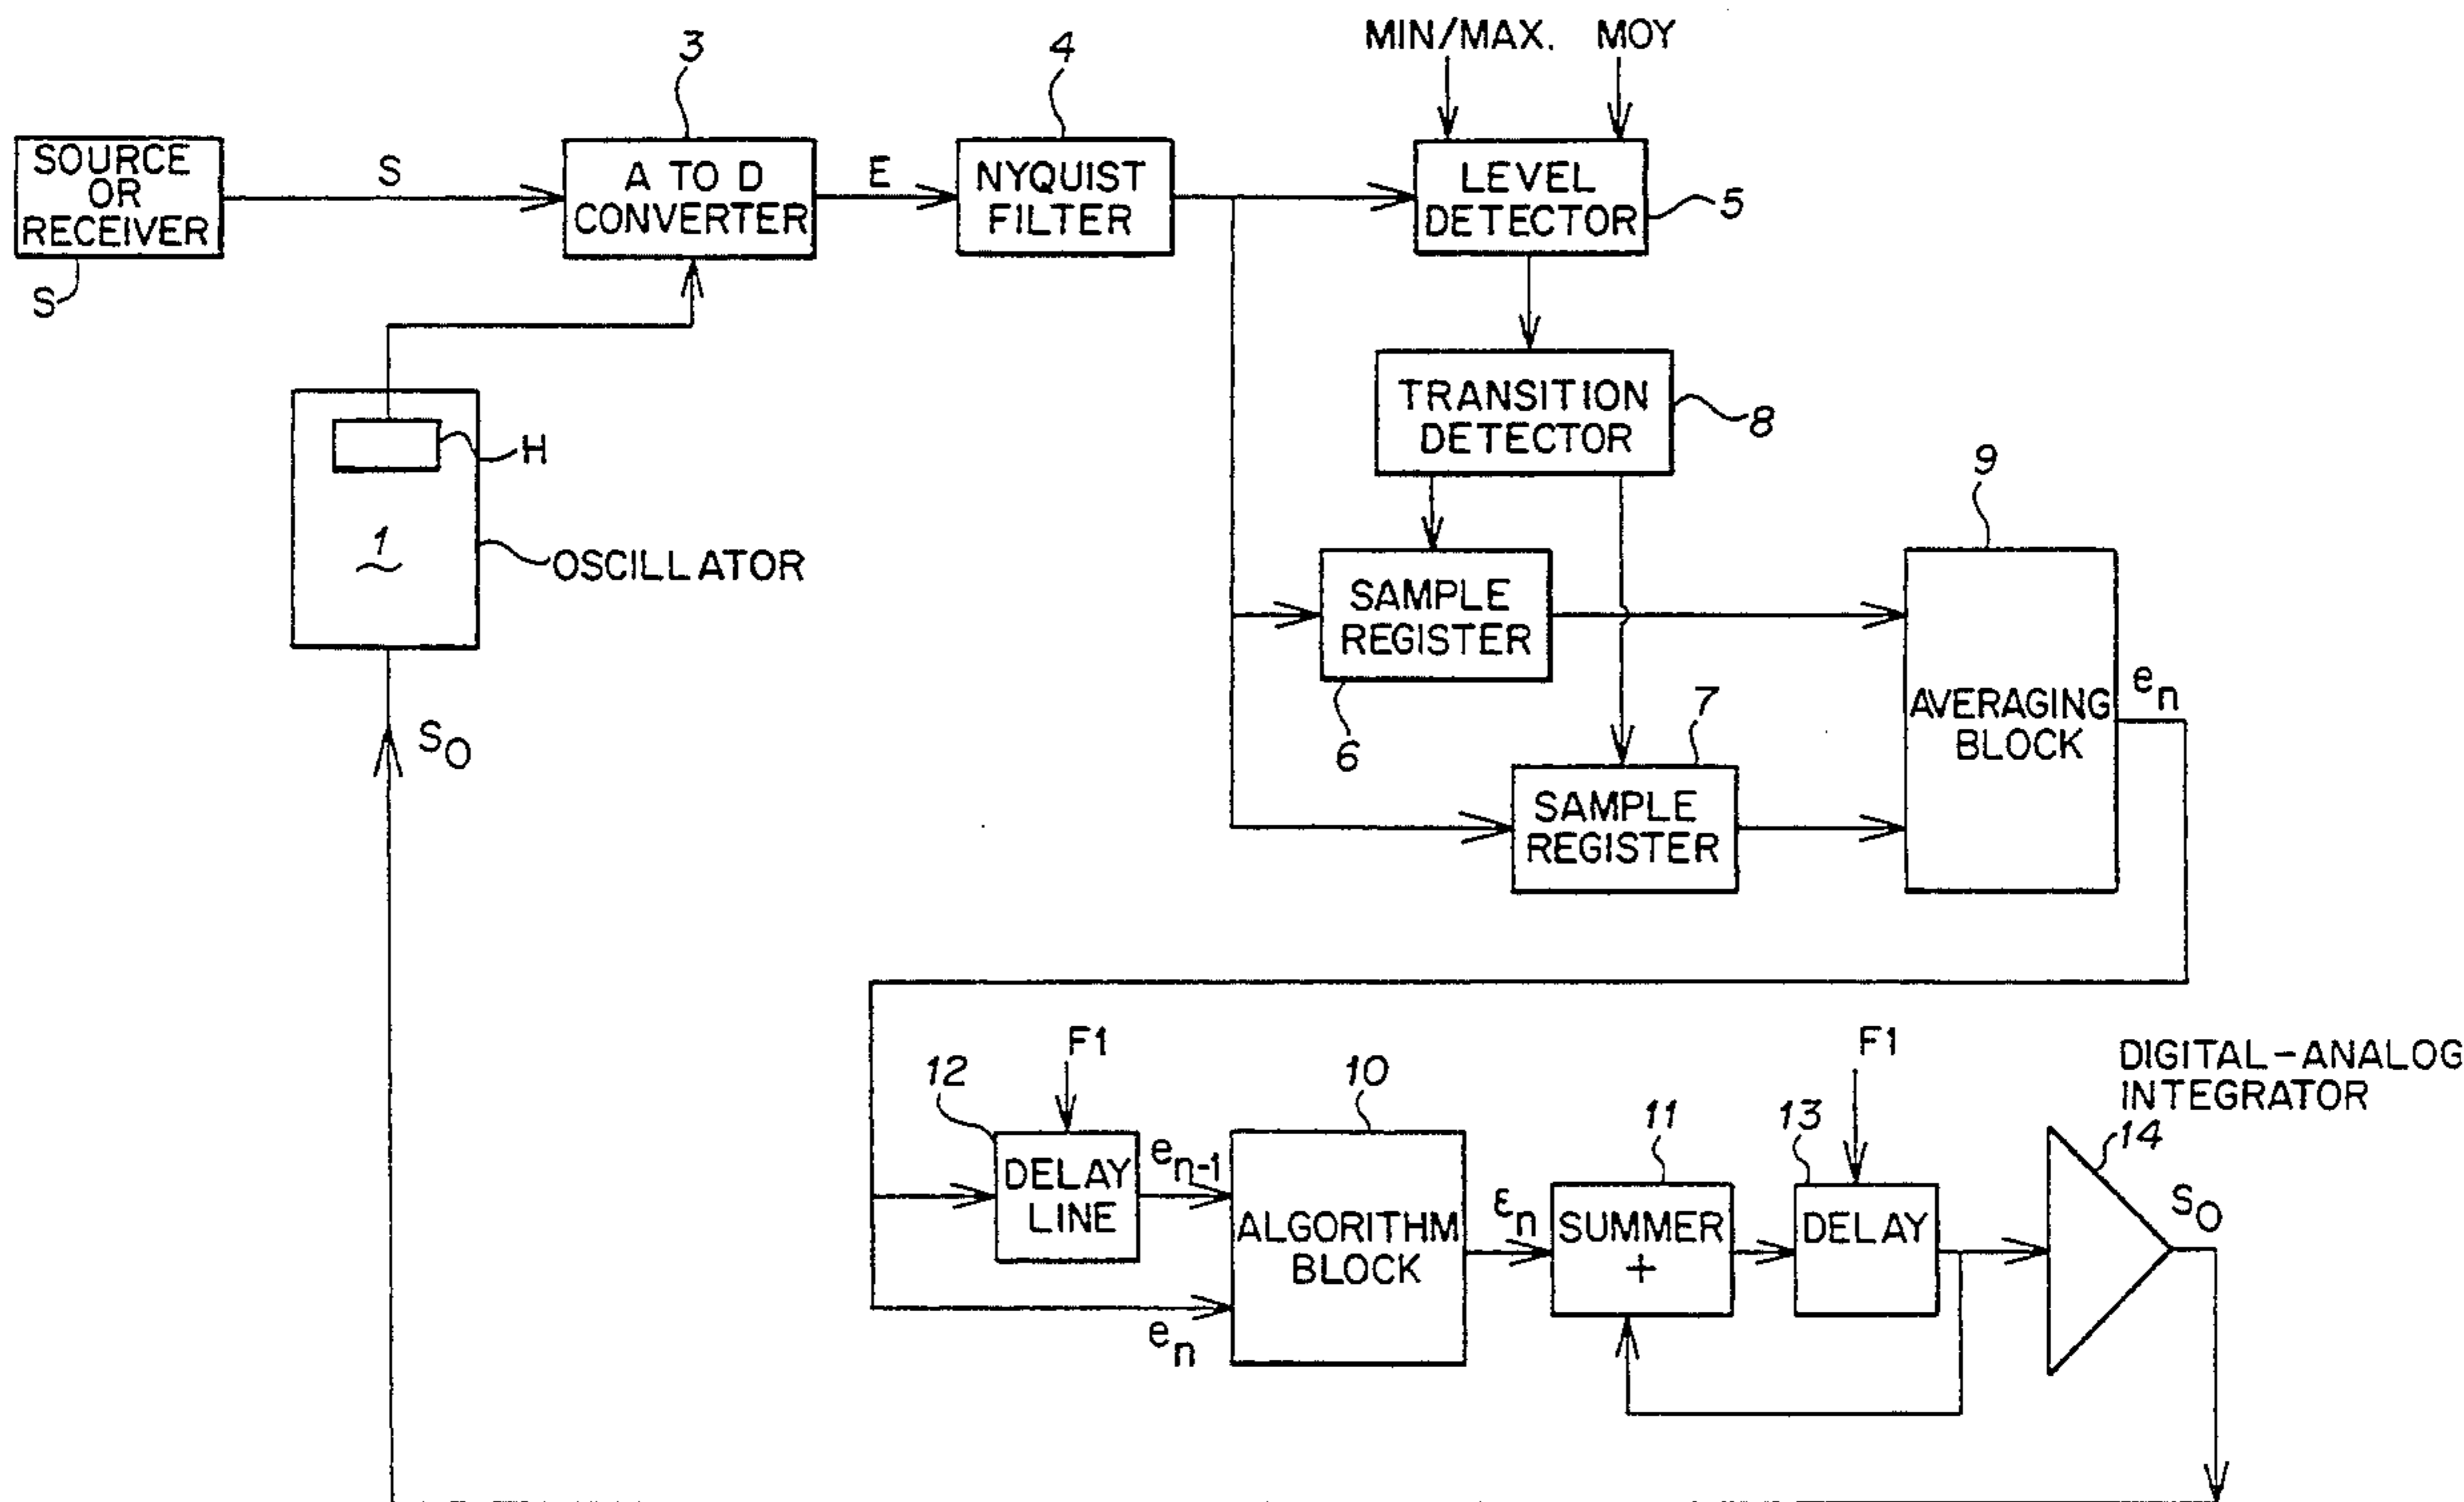 MIN/MAX. MOY
3
4
SOURCE
OR
RECEIVER
S
S
A TO D
CONVERTER
E
NYQUIST
FILTER
LEVEL
DETECTOR
5
TRANSITION
DETECTOR
8
H
1
OSCILLATOR
S0
SAMPLE
REGISTER
6
7
SAMPLE
REGISTER
9
AVERAGING
BLOCK
en
12
F1
DELAY
LINE
en-1
en
10
ALGORITHM
BLOCK
εn
11
SUMMER
+
13
F1
DELAY
DIGITAL-ANALOG
INTEGRATOR
14
S0